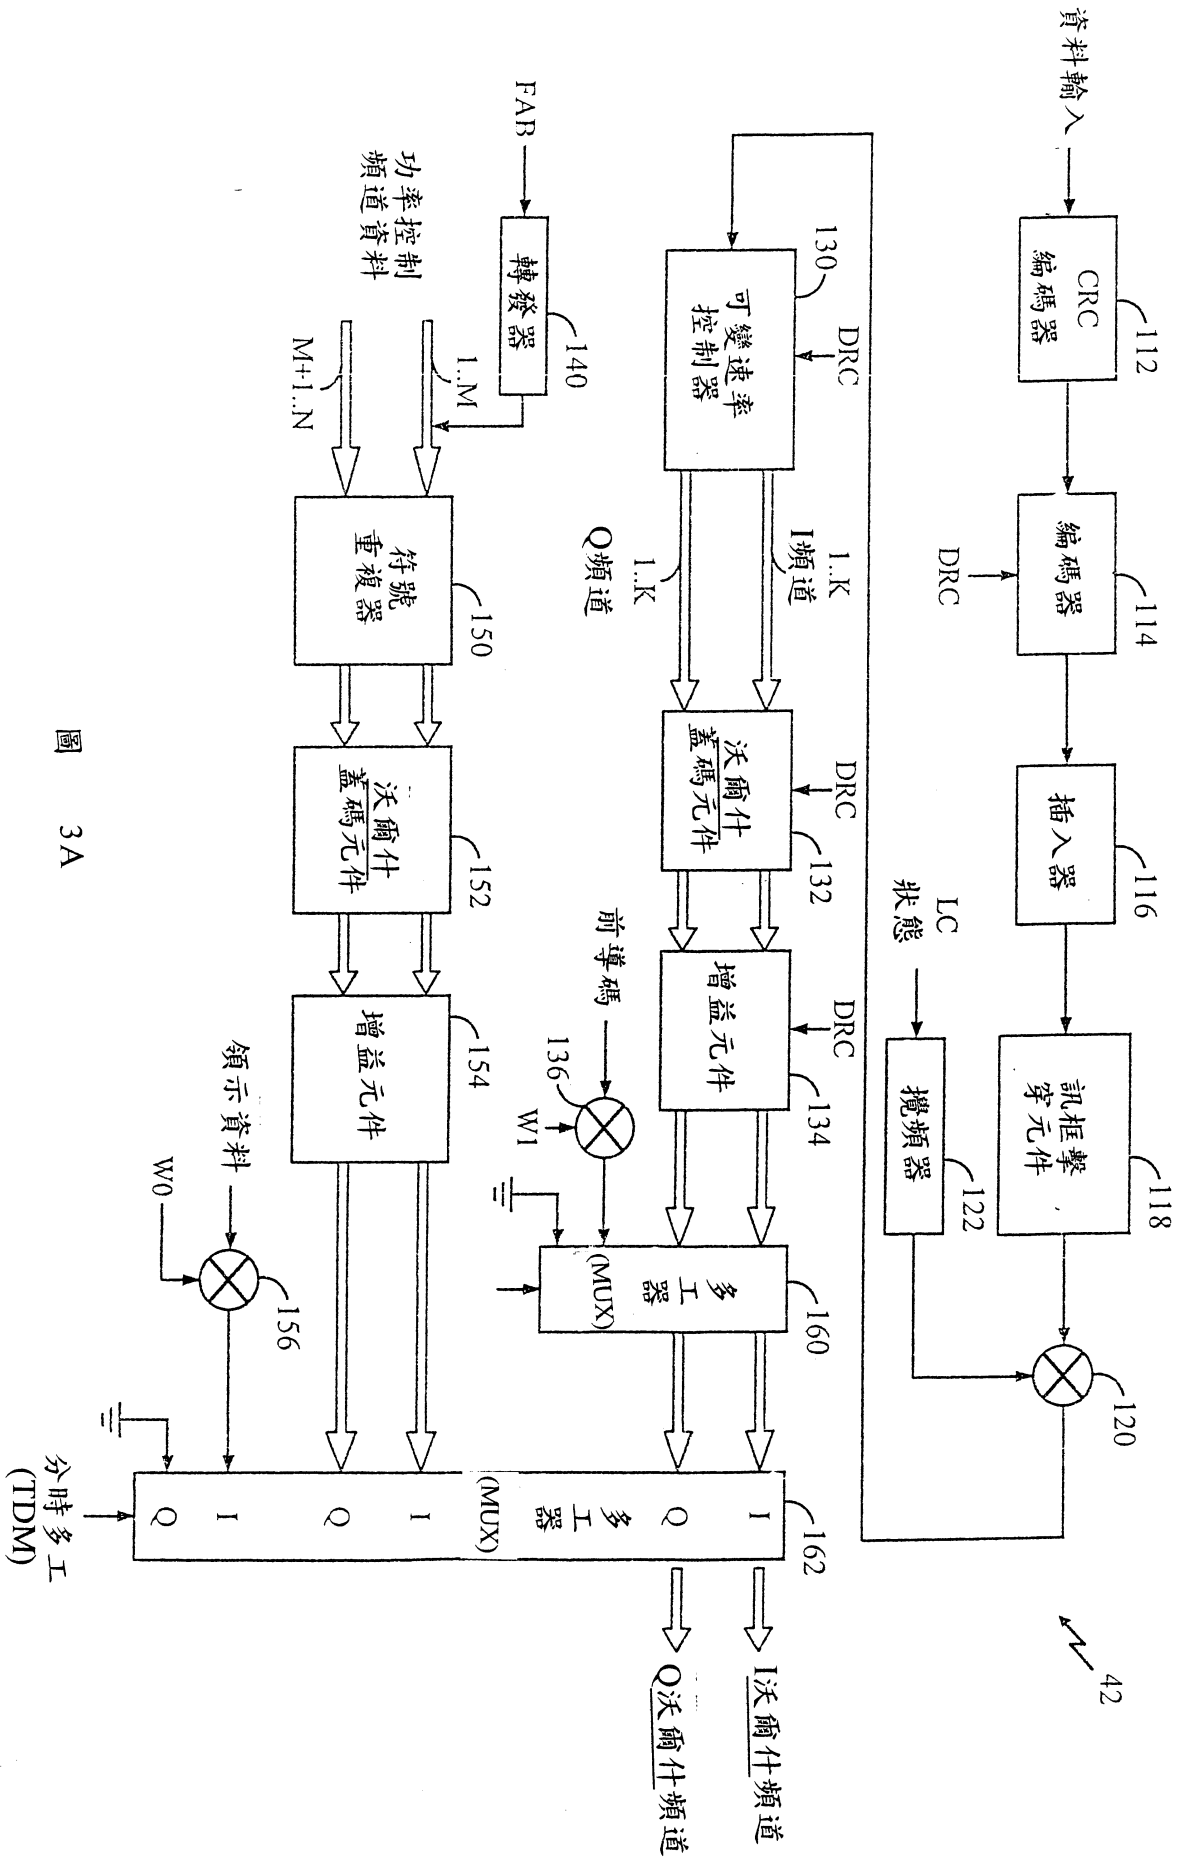 42
資料輸入
CRC
編碼器
112
編碼器
114
DRC
插入器
116
訊框擊
穿元件
118
120
LC
狀態
攪頻器
122
130
可變速率
控制器
DRC
1..K
I頻道
1..K
Q頻道
沃爾什
蓋碼元件
DRC
132
增益元件
DRC
134
前導碼
136
W1
多工器
(MUX)
160
FAB
轉發器
140
功率控制
頻道資料
1..M
M+1..N
符號
重複器
150
沃爾什
蓋碼元件
152
增益元件
154
領示資料
W0
156
I
Q
多工器
(MUX)
I
Q
I
Q
162
I沃爾什頻道
Q沃爾什頻道
分時多工
(TDM)
圖 3A